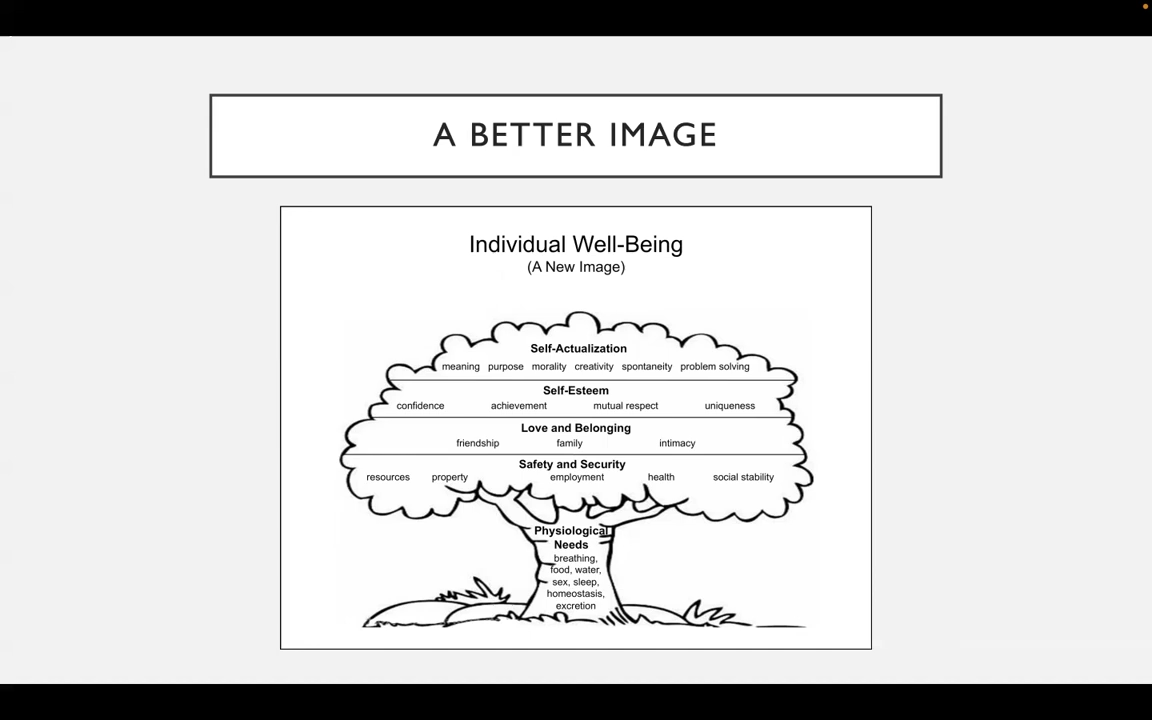 A BETTER IMAGE
Individual Well-Being
(A New Image)
Self-Actualization
meaning purpose morality creativity spontaneity problem solving
Self-Esteem
confidence achievement mutual respect uniqueness
Love and Belonging
friendship family intimacy
Safety and Security
resources property employment health social stability
Physiological
Needs
breathing,
food, water,
sex, sleep,
homeostasis,
excretion